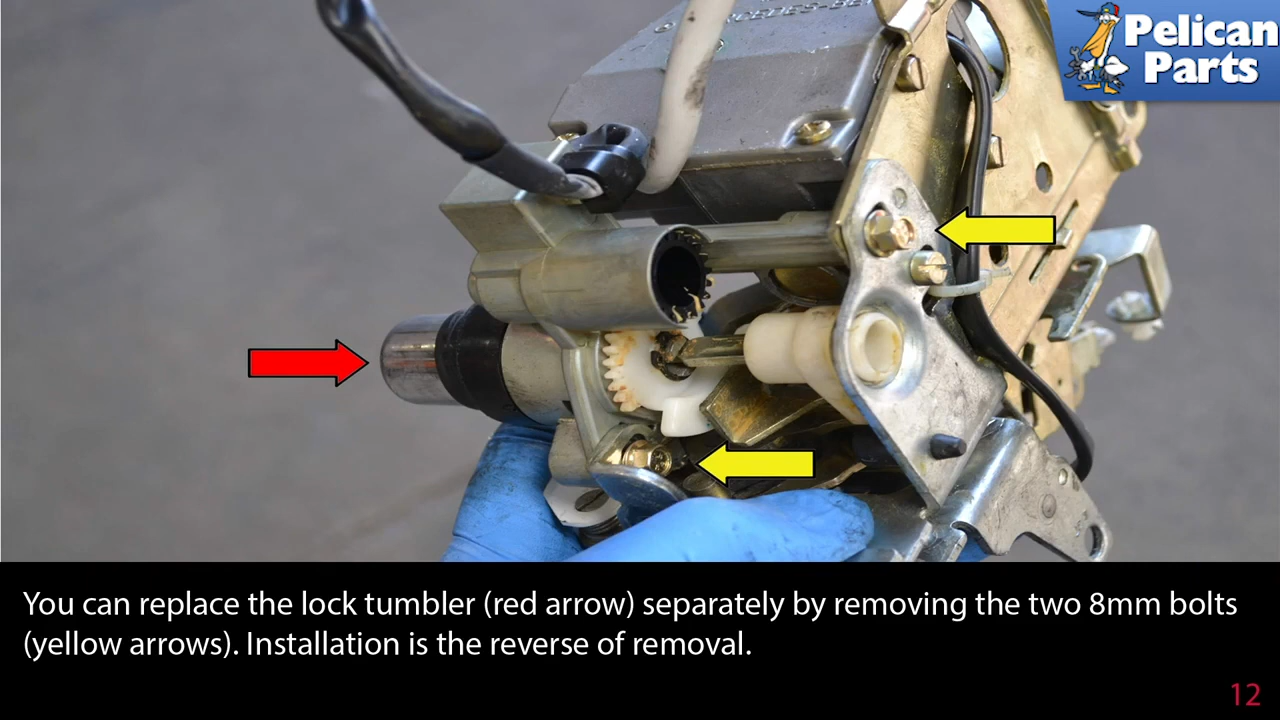 Pelican
Parts
You can replace the lock tumbler (red arrow) separately by removing the two 8mm bolts
(yellow arrows). Installation is the reverse of removal.
12